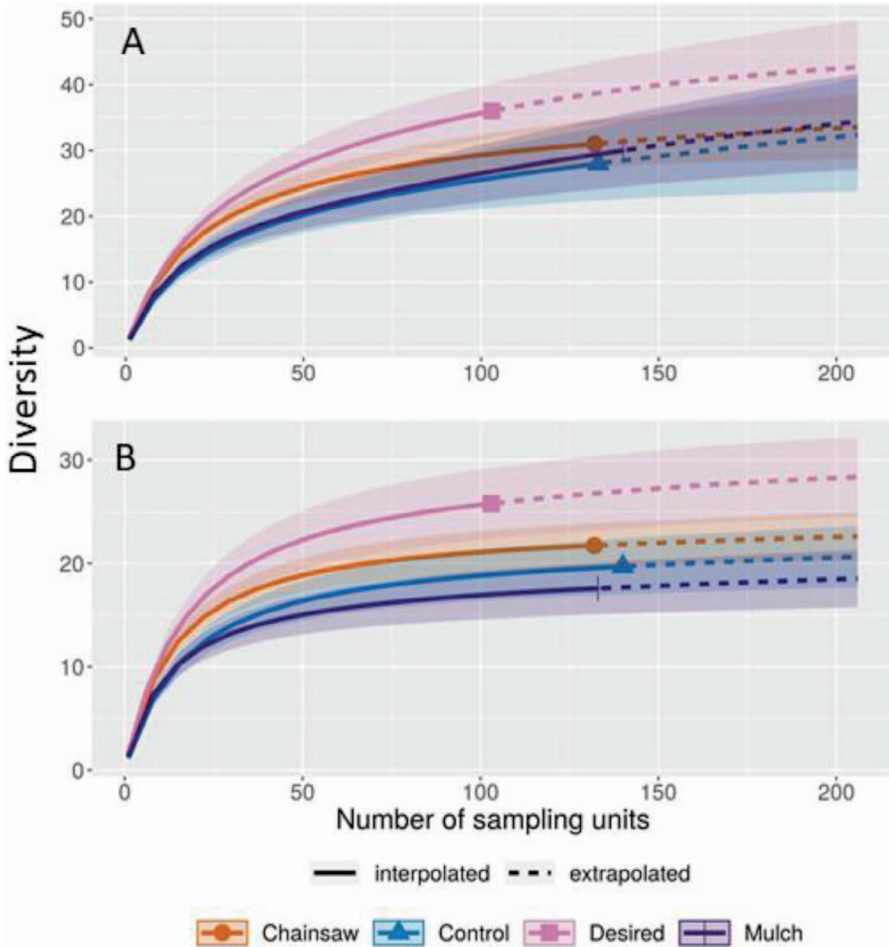 A
50
40
30
20
10
0
0 50 100 150 200
Diversity
B
30
20
10
0
0 50 100 150 200
Number of sampling units
interpolated extrapolated
Chainsaw Control Desired Mulch